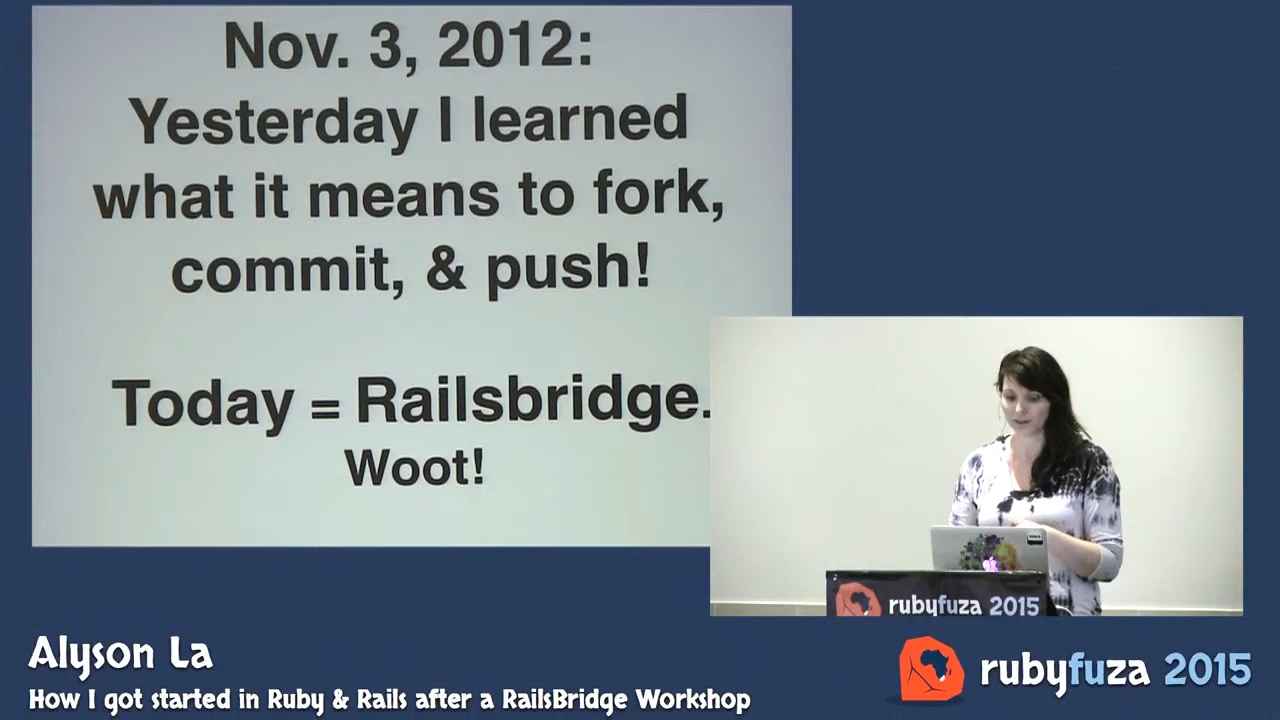 Nov. 3, 2012:
Yesterday I learned
what it means to fork,
commit, & push!
Today = Railsbridge.
Woot!
rubyfuza 2015
Alyson La
How I got started in Ruby & Rails after a RailsBridge Workshop
rubyfuza 2015